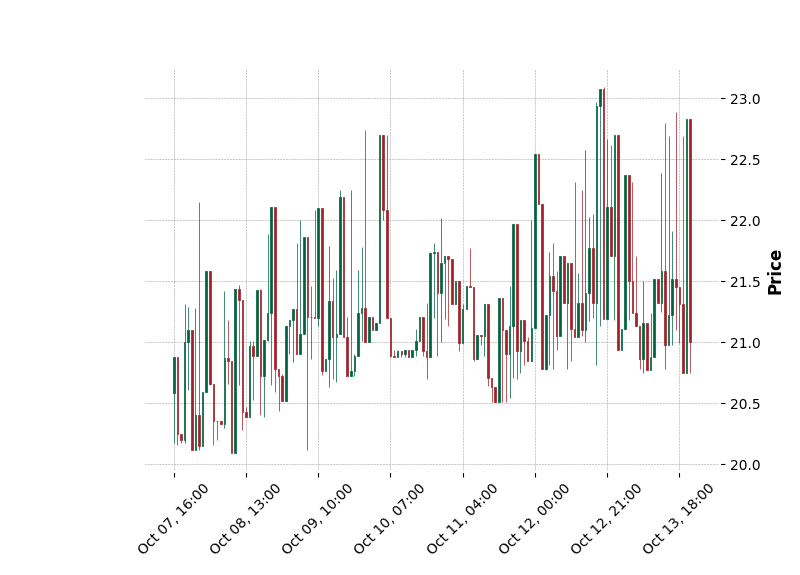 23.0
22.5
22.0
21.5
21.0
20.5
20.0
Price
Oct 07, 16:00
Oct 08, 13:00
Oct 09, 10:00
Oct 10, 07:00
Oct 11, 04:00
Oct 12, 00:00
Oct 12, 21:00
Oct 13, 18:00